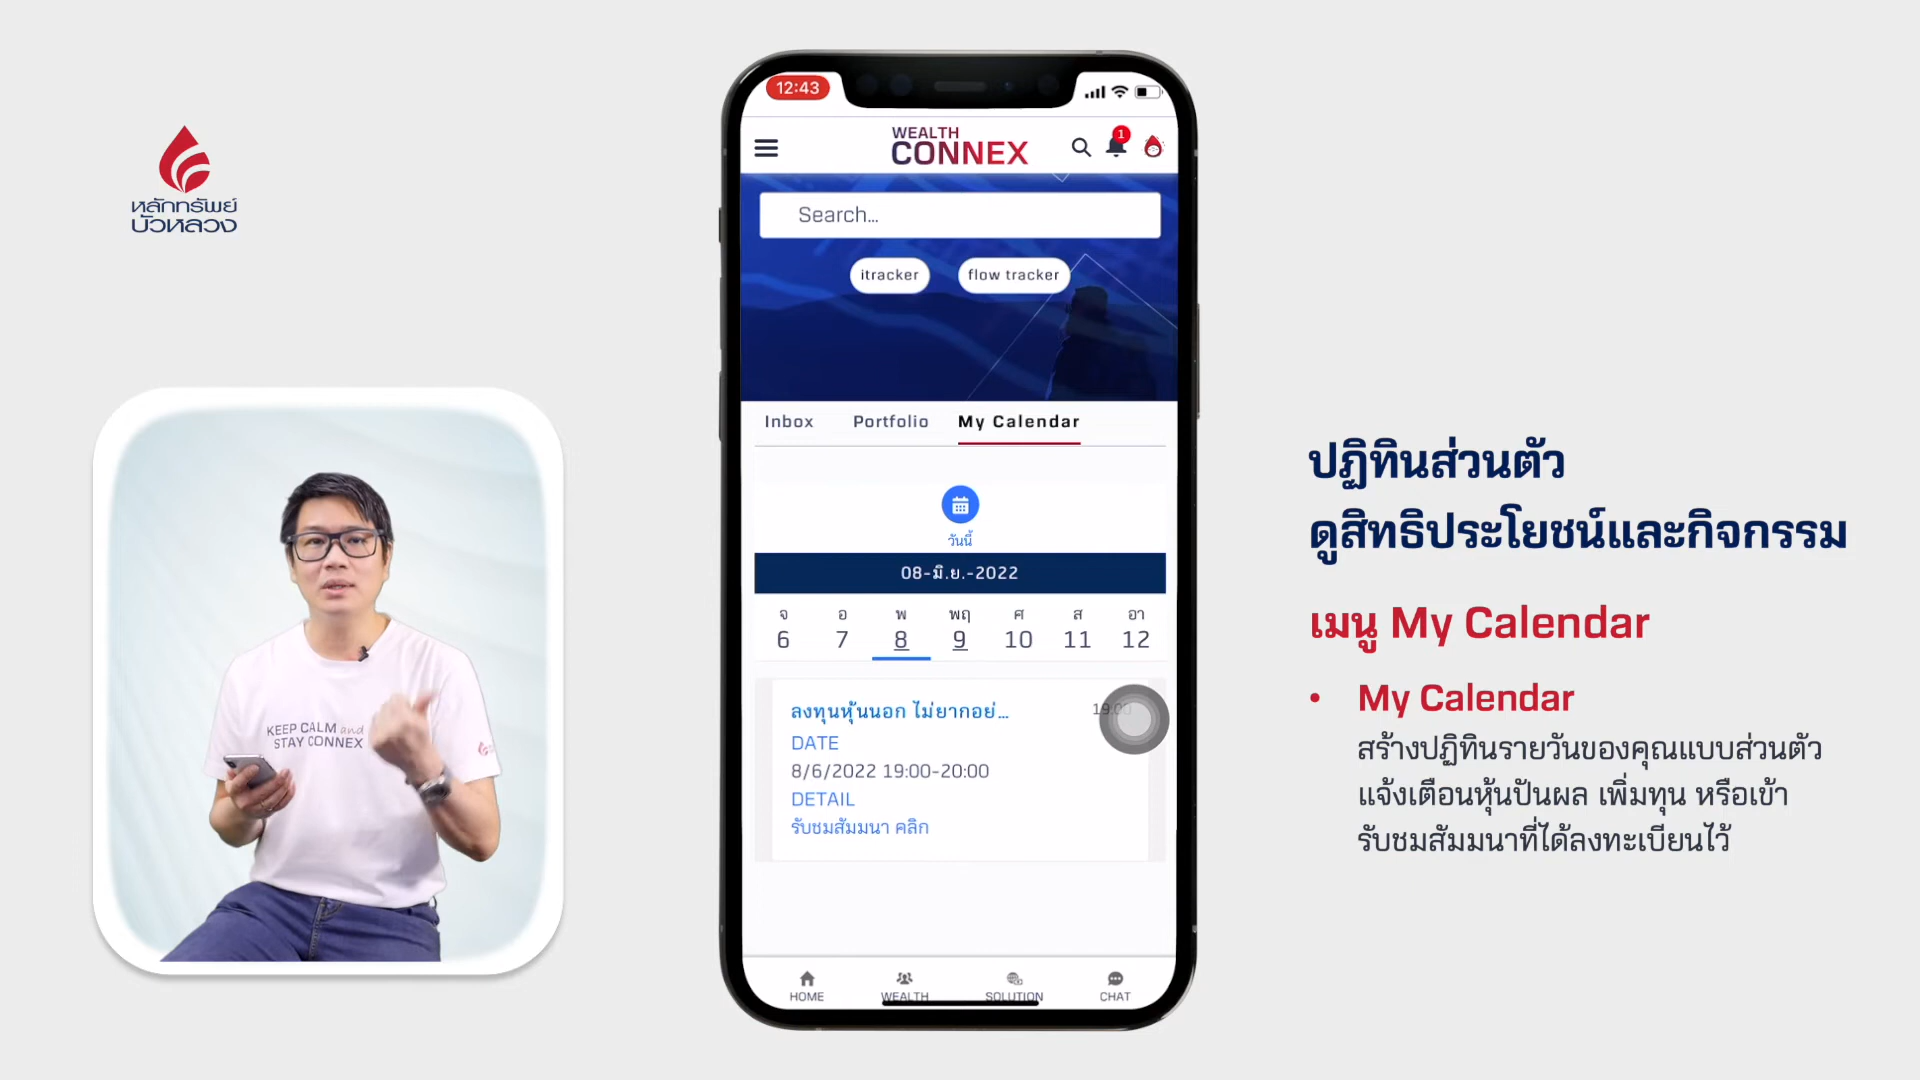 หลักทรัพย์
บัวหลวง
KEEP CALM and
STAY CONNEX
12:43
WEALTH
CONNEX
1
Search...
itracker
flow tracker
Inbox
Portfolio
My Calendar
วันนี้
08-มิ.ย.-2022
จ อ พ พฤ ศ ส อา
6 7 8 9 10 11 12
ลงทุนหุ้นนอก ไม่ยากอย่...
DATE
8/6/2022 19:00-20:00
DETAIL
รับชมสัมมนา คลิก
HOME
WEALTH
SOLUTION
CHAT
ปฏิทินส่วนตัว
ดูสิทธิประโยชน์และกิจกรรม
เมนู My Calendar
• My Calendar
สร้างปฏิทินรายวันของคุณแบบส่วนตัว
แจ้งเตือนหุ้นปันผล เพิ่มทุน หรือเข้า
รับชมสัมมนาที่ได้ลงทะเบียนไว้